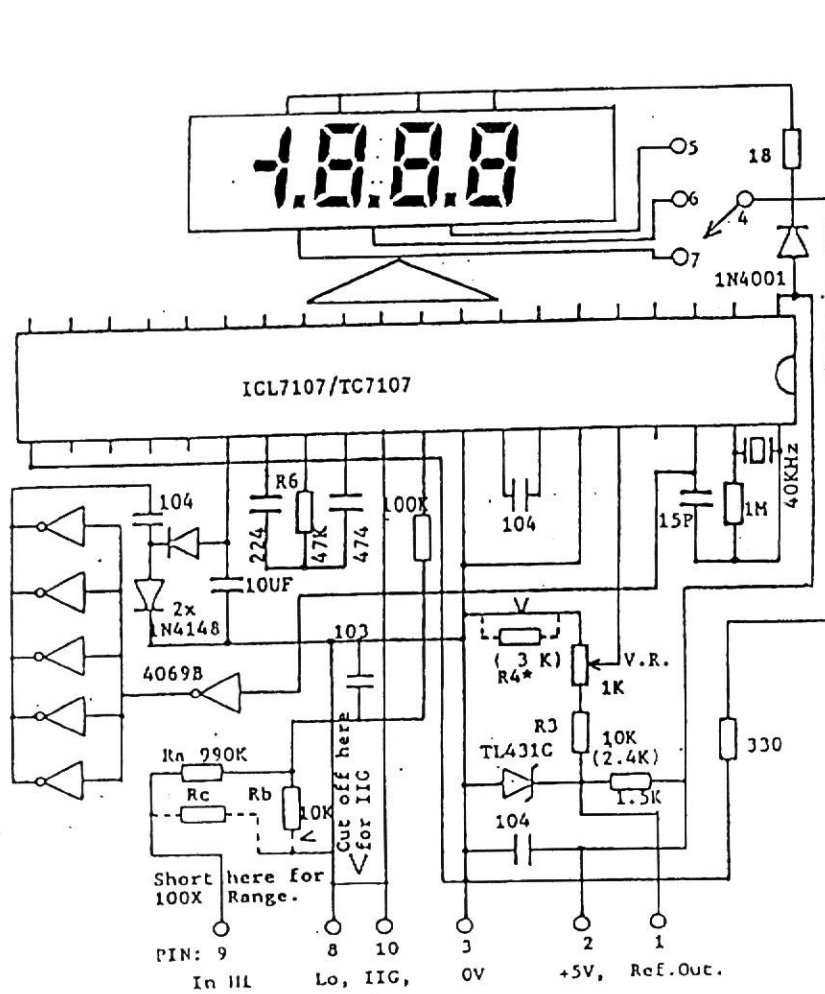 -1.8.8.8
5
18
6
4
7
1N4001
ICL7107/TC7107
R6
104
100K
40KHz
224
47K
474
104
15P
1M
10UF
2x
1N4148
103
(3 K)
R4*
V.R.
1K
4069B
R3
10K
(2.4K)
TL431C
330
Ra 990K
Rc
Rb
10K
Cut off here
for IIG
1.5K
104
Short here for
100X Range.
PIN: 9
8
10
3
2
1
In
Lo, IIG,
0V
+5V,
Ref.Out.